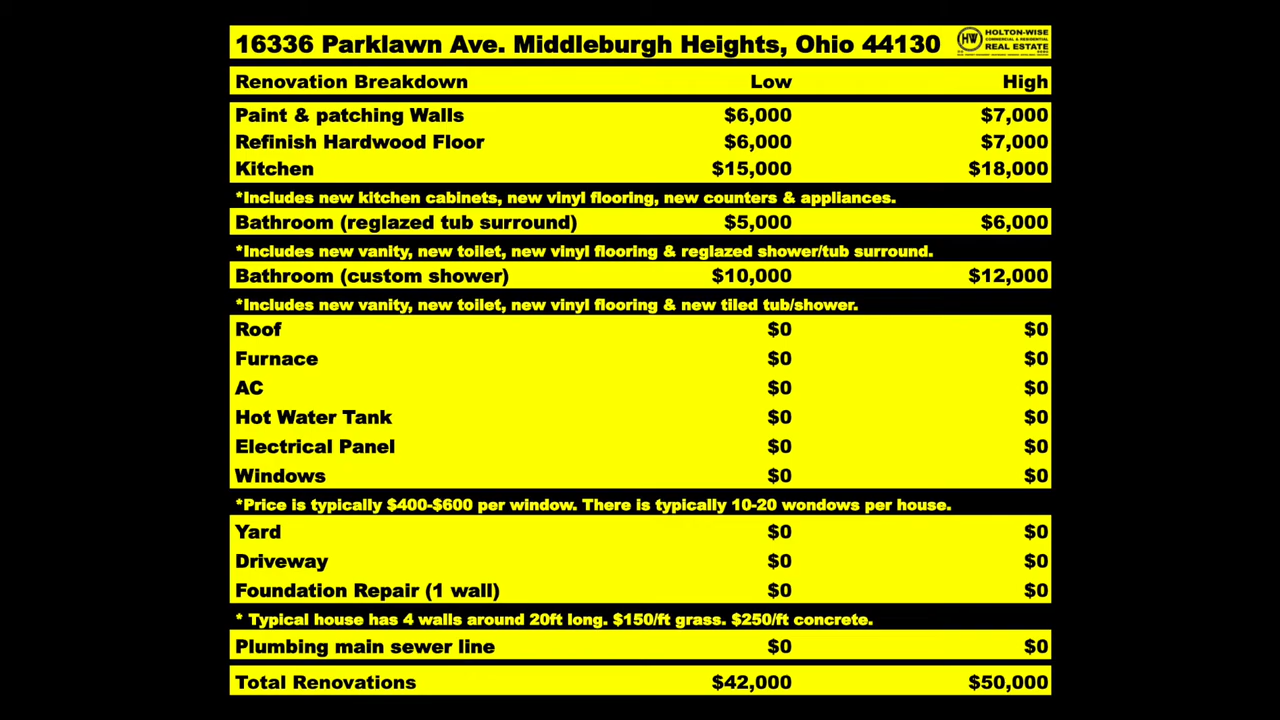 16336 Parklawn Ave. Middleburgh Heights, Ohio 44130
HW
HOLTON-WISE
COMMERCIAL & RESIDENTIAL
REAL ESTATE
Renovation Breakdown Low High
Paint & patching Walls $6,000 $7,000
Refinish Hardwood Floor $6,000 $7,000
Kitchen $15,000 $18,000
*Includes new kitchen cabinets, new vinyl flooring, new counters & appliances.
Bathroom (reglazed tub surround) $5,000 $6,000
*Includes new vanity, new toilet, new vinyl flooring & reglazed shower/tub surround.
Bathroom (custom shower) $10,000 $12,000
*Includes new vanity, new toilet, new vinyl flooring & new tiled tub/shower.
Roof $0 $0
Furnace $0 $0
AC $0 $0
Hot Water Tank $0 $0
Electrical Panel $0 $0
Windows $0 $0
*Price is typically $400-$600 per window. There is typically 10-20 wondows per house.
Yard $0 $0
Driveway $0 $0
Foundation Repair (1 wall) $0 $0
* Typical house has 4 walls around 20ft long. $150/ft grass. $250/ft concrete.
Plumbing main sewer line $0 $0
Total Renovations $42,000 $50,000